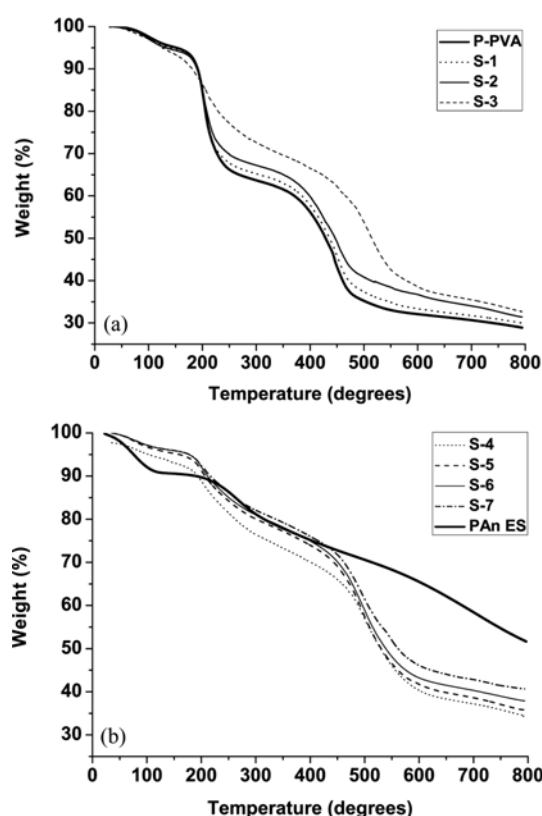 100
90
80
70
60
50
40
30
Weight (%)
P-PVA
S-1
S-2
S-3
(a)
0 100 200 300 400 500 600 700 800
Temperature (degrees)
100
90
80
70
60
50
40
30
Weight (%)
S-4
S-5
S-6
S-7
PAn ES
(b)
0 100 200 300 400 500 600 700 800
Temperature (degrees)